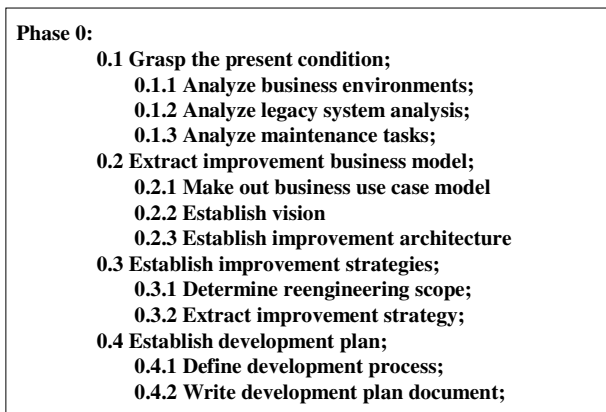 Phase 0:
0.1 Grasp the present condition;
0.1.1 Analyze business environments;
0.1.2 Analyze legacy system analysis;
0.1.3 Analyze maintenance tasks;
0.2 Extract improvement business model;
0.2.1 Make out business use case model
0.2.2 Establish vision
0.2.3 Establish improvement architecture
0.3 Establish improvement strategies;
0.3.1 Determine reengineering scope;
0.3.2 Extract improvement strategy;
0.4 Establish development plan;
0.4.1 Define development process;
0.4.2 Write development plan document;